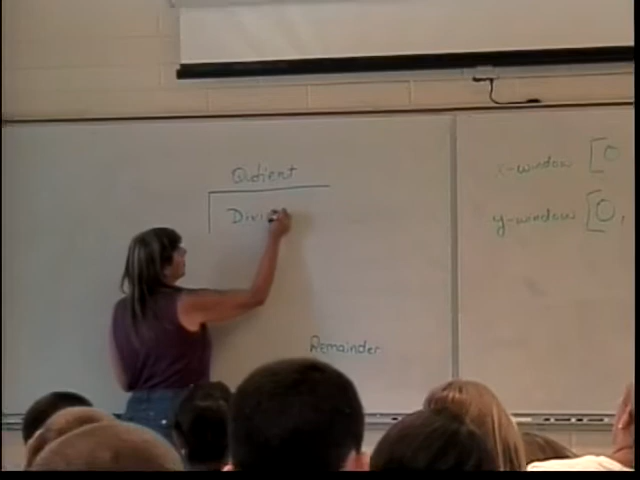 Quotient
Divi
Remainder
x-window [0
y-window [0,